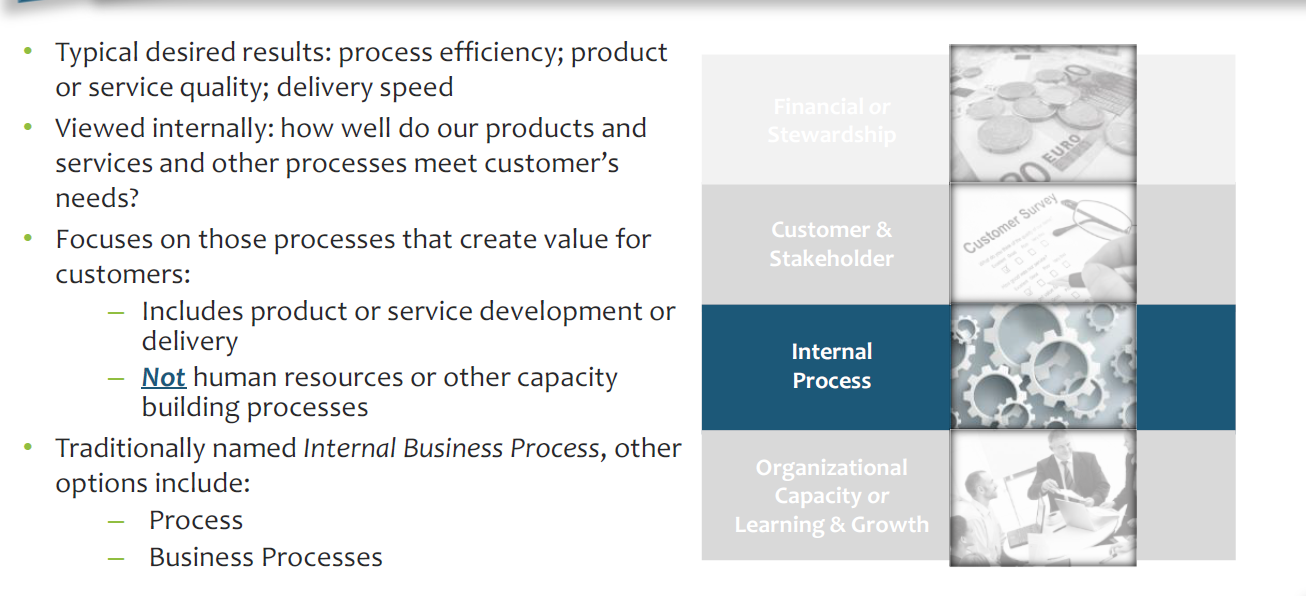 • Typical desired results: process efficiency; product
or service quality; delivery speed
• Viewed internally: how well do our products and
services and other processes meet customer's
needs?
• Focuses on those processes that create value for
customers:
– Includes product or service development or
delivery
– Not human resources or other capacity
building processes
• Traditionally named Internal Business Process, other
options include:
– Process
– Business Processes
Financial or
Stewardship
20
EURO
20
Customer &
Stakeholder
Customer Survey
Internal
Process
Organizational
Capacity or
Learning & Growth